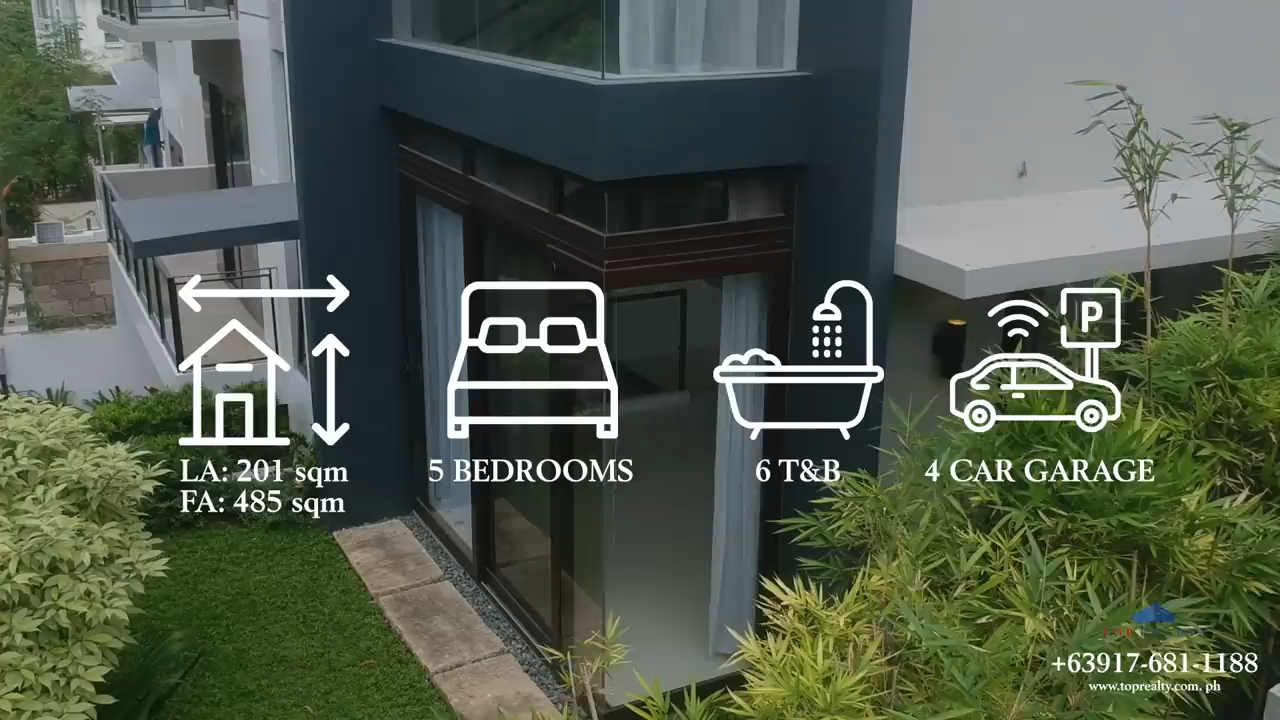 P
LA: 201 sqm
FA: 485 sqm
5 BEDROOMS
6 T&B
4 CAR GARAGE
+63917-681-1188
www.toprealty.com. ph